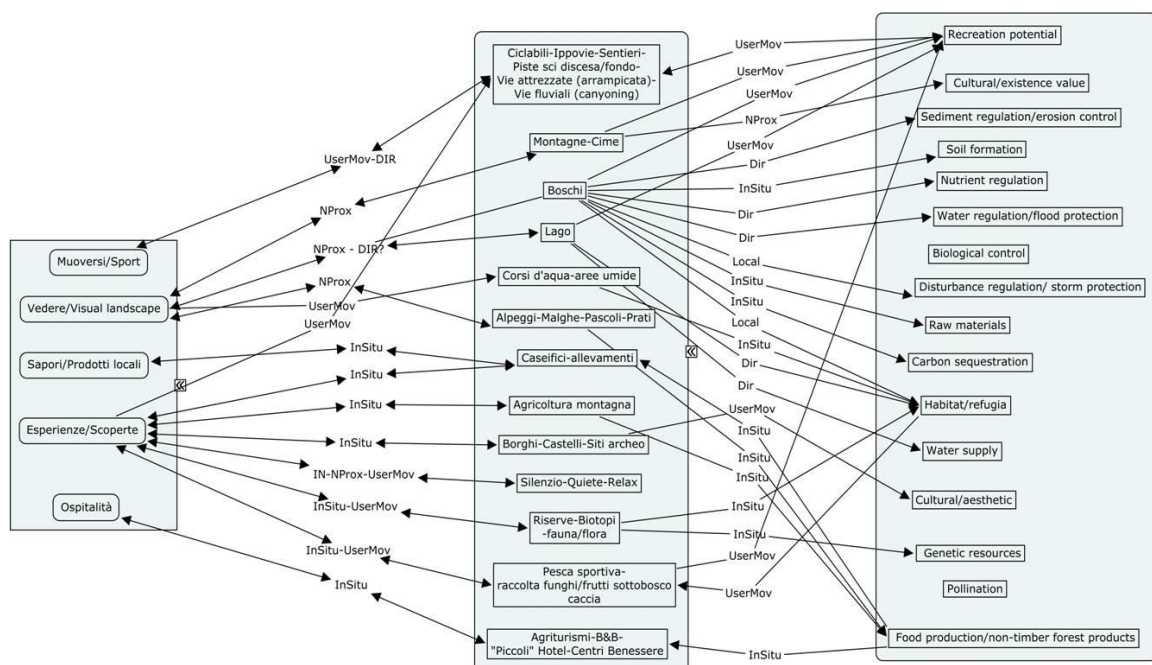 Muoversi/Sport
Vedere/Visual landscape
Sapori/Prodotti locali
Esperienze/Scoperte
Ospitalità
UserMov-DIR
NProx
NProx - DIR?
NProx
UserMov
UserMov
InSitu
InSitu
InSitu
InSitu
IN-NProx-UserMov
InSitu-UserMov
InSitu-UserMov
InSitu
Ciclabili-Ippovie-Sentieri-
Piste sci discesa/fondo-
Vie attrezzate (arrampicata)-
Vie fluviali (canyoning)
Montagne-Cime
Boschi
Lago
Corsi d'aqua-aree umide
Alpeggi-Malghe-Pascoli-Prati
Caseifici-allevamenti
Agricoltura montagna
Borghi-Castelli-Siti archeo
Silenzio-Quiete-Relax
Riserve-Biotopi
-fauna/flora
Pesca sportiva-
raccolta funghi/frutti sottobosco
caccia
Agriturismi-B&B-
"Piccoli" Hotel-Centri Benessere
UserMov
UserMov
UserMov
NProx
UserMov
Dir
InSitu
Dir
Dir
Local
InSitu
InSitu
Local
InSitu
Dir
Dir
UserMov
InSitu
InSitu
InSitu
InSitu
InSitu
UserMov
UserMov
InSitu
Recreation potential
Cultural/existence value
Sediment regulation/erosion control
Soil formation
Nutrient regulation
Water regulation/flood protection
Biological control
Disturbance regulation/ storm protection
Raw materials
Carbon sequestration
Habitat/refugia
Water supply
Cultural/aesthetic
Genetic resources
Pollination
Food production/non-timber forest products